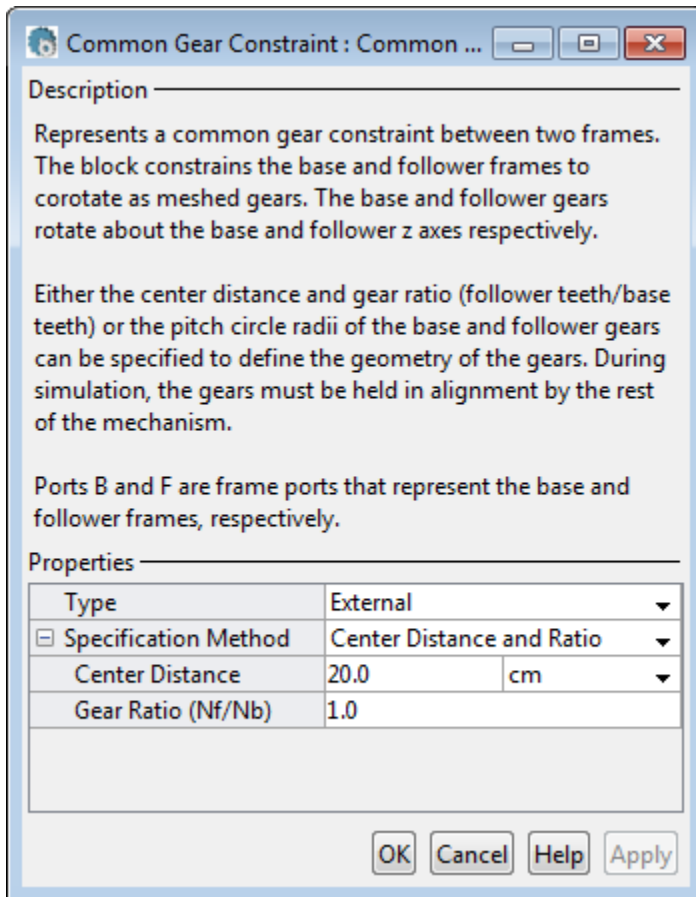 Common Gear Constraint : Common ...
Description
Represents a common gear constraint between two frames.
The block constrains the base and follower frames to
corotate as meshed gears. The base and follower gears
rotate about the base and follower z axes respectively.
Either the center distance and gear ratio (follower teeth/base
teeth) or the pitch circle radii of the base and follower gears
can be specified to define the geometry of the gears. During
simulation, the gears must be held in alignment by the rest
of the mechanism.
Ports B and F are frame ports that represent the base and
follower frames, respectively.
Properties
Type External
Specification Method Center Distance and Ratio
Center Distance 20.0 cm
Gear Ratio (Nf/Nb) 1.0
OK Cancel Help Apply